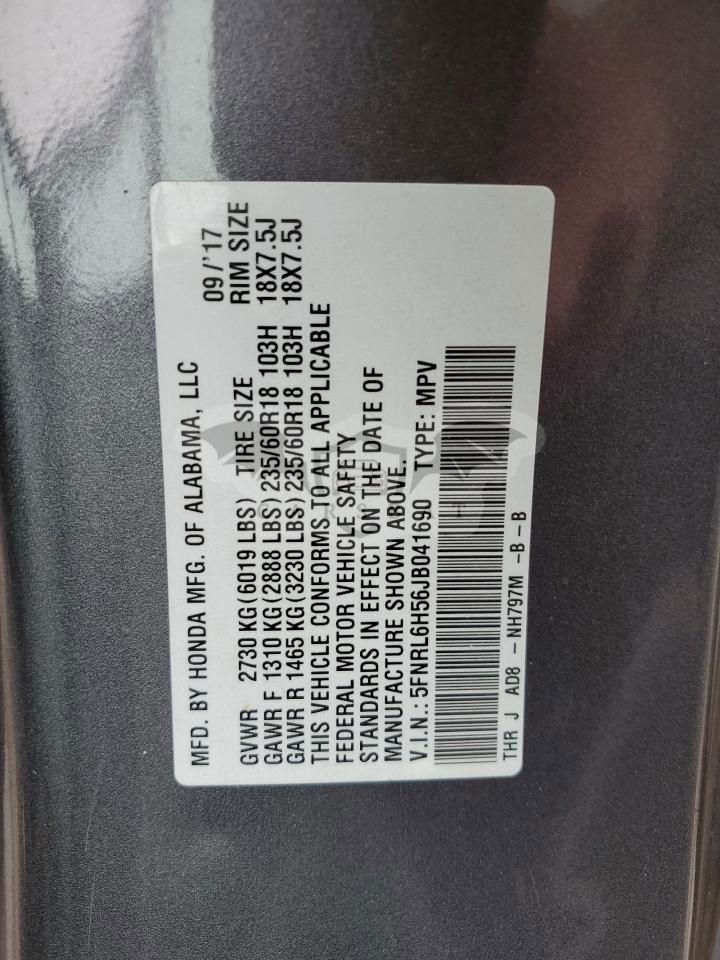 MFD. BY HONDA MFG. OF ALABAMA, LLC 09/'17
GVWR 2730 KG(6019 LBS) TIRE SIZE RIM SIZE
GAWR F 1310 KG(2888 LBS)235/60R18 103H 18X7.5J
GAWR R 1465 KG(3230 LBS)235/60R18 103H 18X7.5J
THIS VEHICLE CONFORMS TO ALL APPLICABLE
FEDERAL MOTOR VEHICLE SAFETY
STANDARDS IN EFFECT ON THE DATE OF
MANUFACTURE SHOWN ABOVE.
V.I.N.: 5FNRL6H56JB041690 TYPE: MPV
THR J AD8 - NH797M -B-B